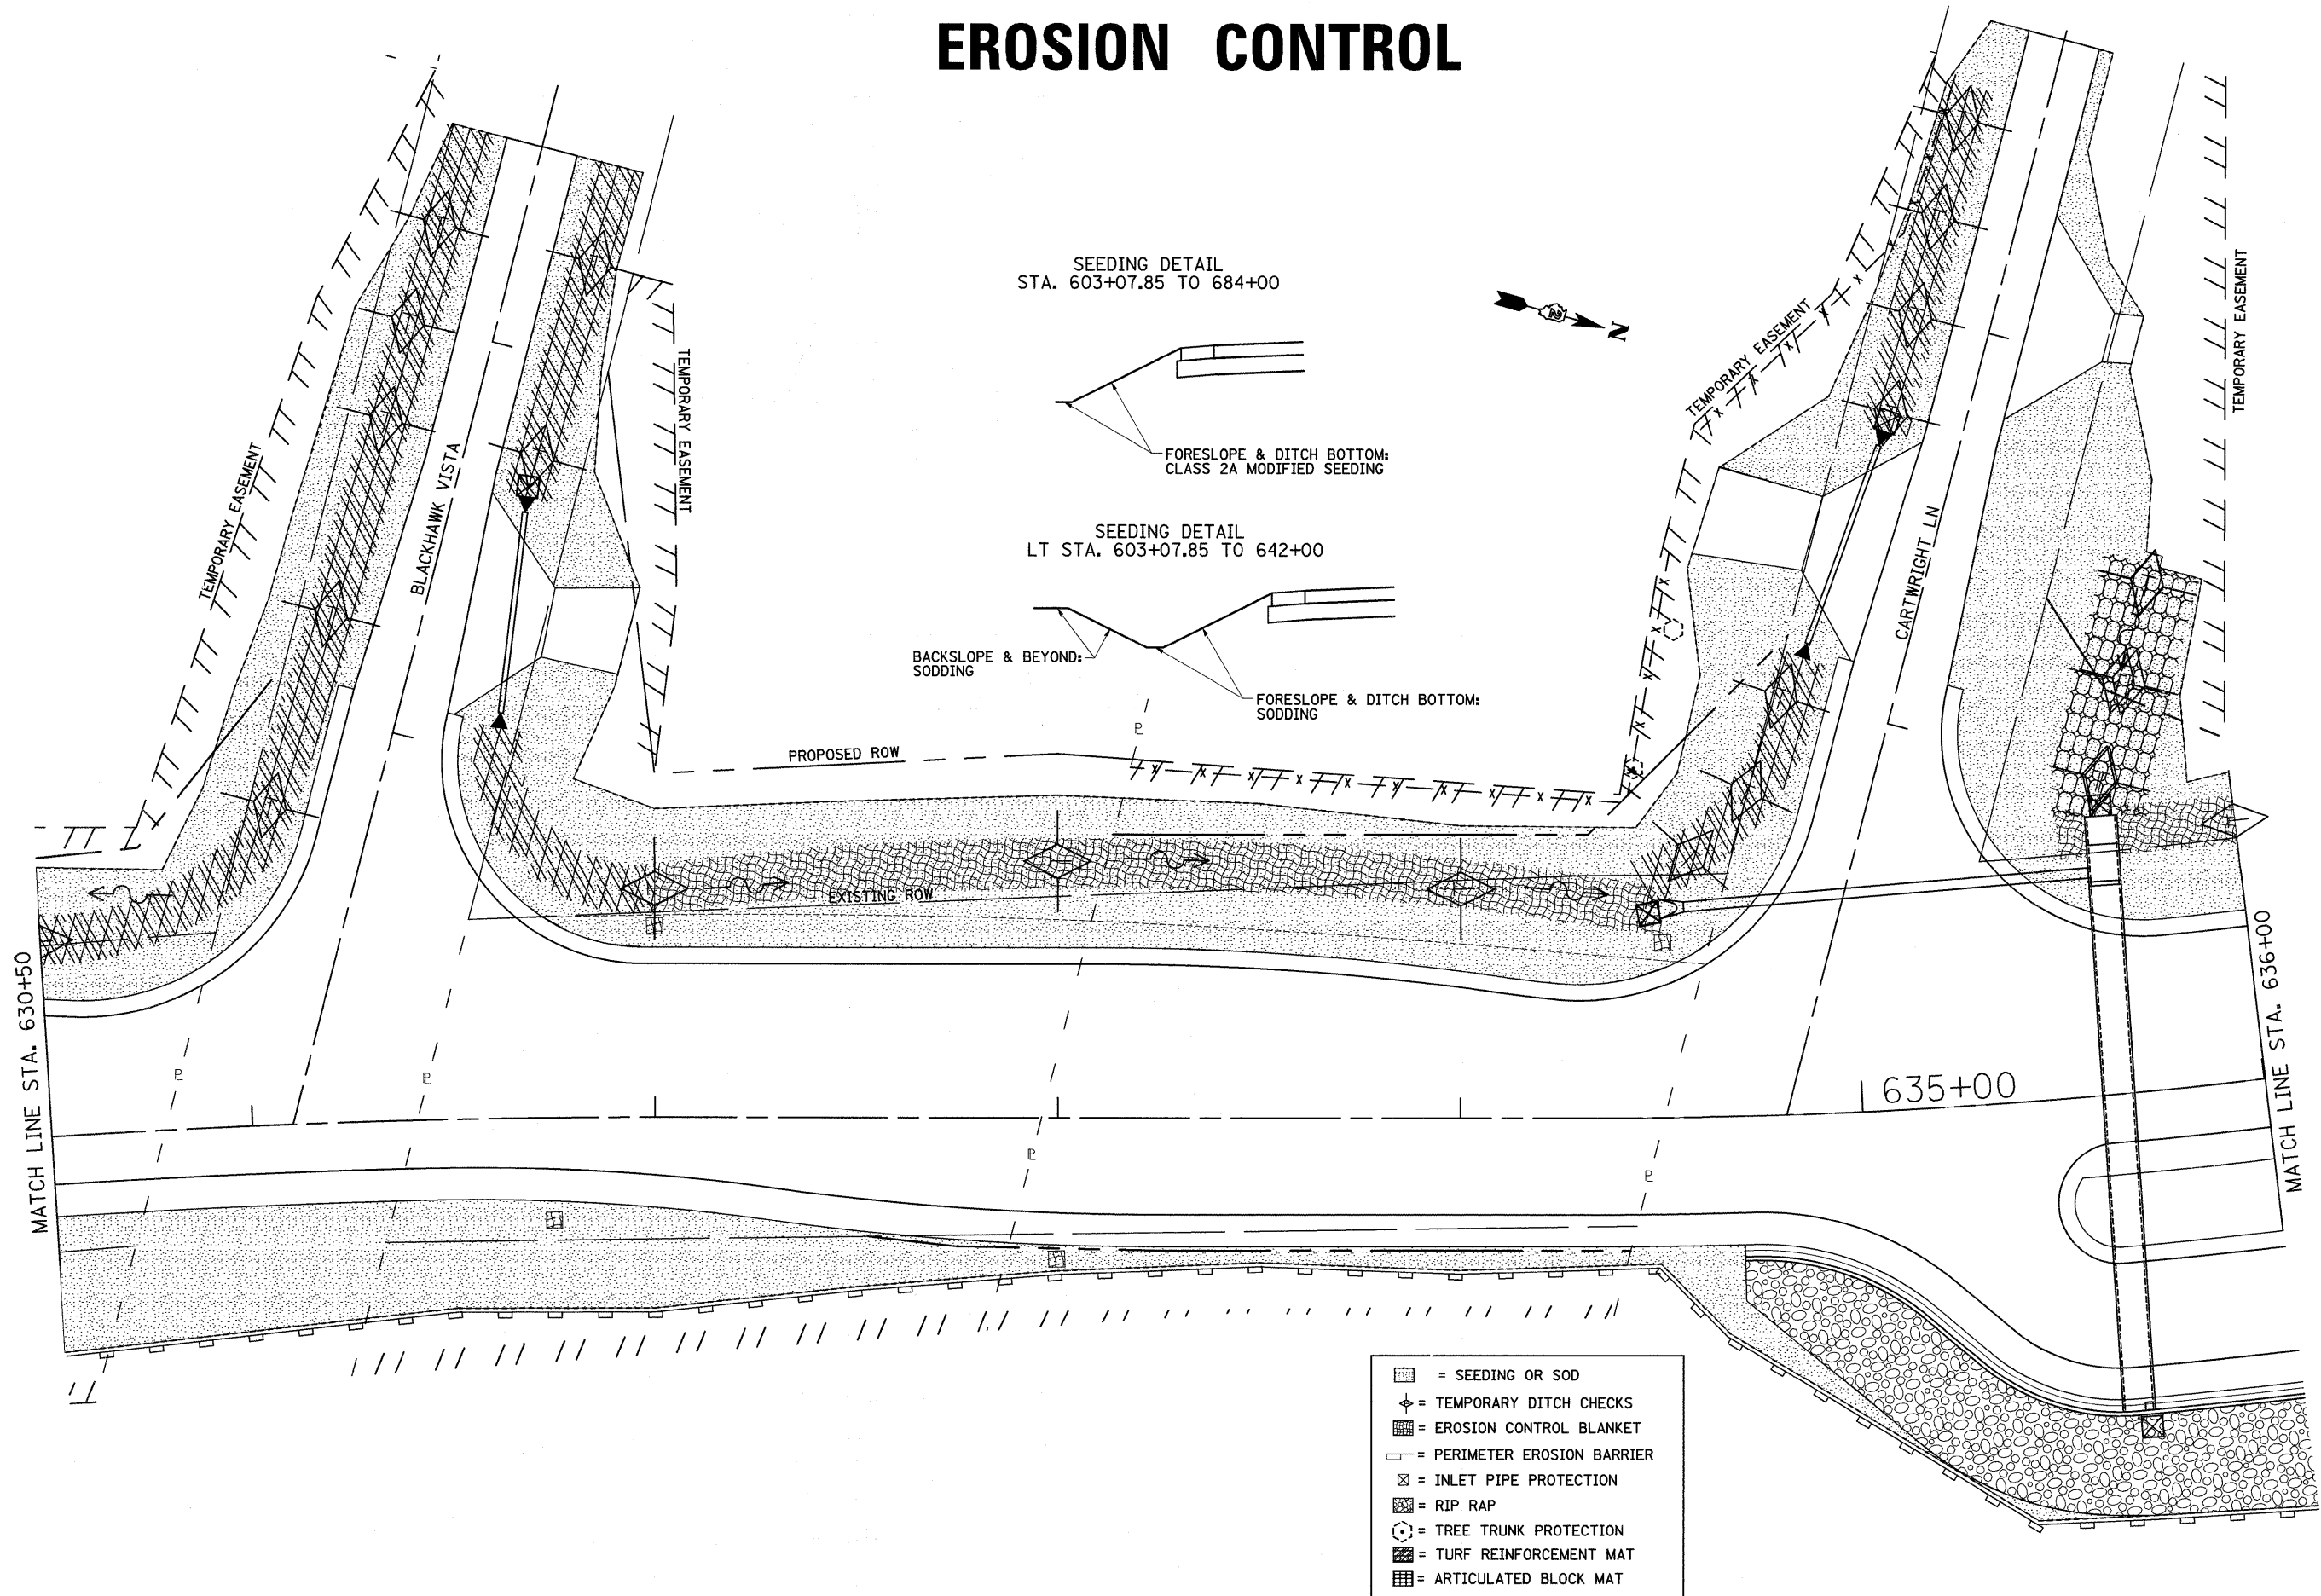 EROSION CONTROL
SEEDING DETAIL
STA. 603+07.85 TO 684+00
FORESLOPE & DITCH BOTTOM:
CLASS 2A MODIFIED SEEDING
SEEDING DETAIL
LT STA. 603+07.85 TO 642+00
BACKSLOPE & BEYOND:
SODDING
FORESLOPE & DITCH BOTTOM:
SODDING
N
TEMPORARY EASEMENT
BLACKHAWK VISTA
TEMPORARY EASEMENT
TEMPORARY EASEMENT
CARTWRIGHT LN
TEMPORARY EASEMENT
PROPOSED ROW
EXISTING ROW
MATCH LINE STA. 630+50
635+00
MATCH LINE STA. 636+00
= SEEDING OR SOD
= TEMPORARY DITCH CHECKS
= EROSION CONTROL BLANKET
= PERIMETER EROSION BARRIER
= INLET PIPE PROTECTION
= RIP RAP
= TREE TRUNK PROTECTION
= TURF REINFORCEMENT MAT
= ARTICULATED BLOCK MAT